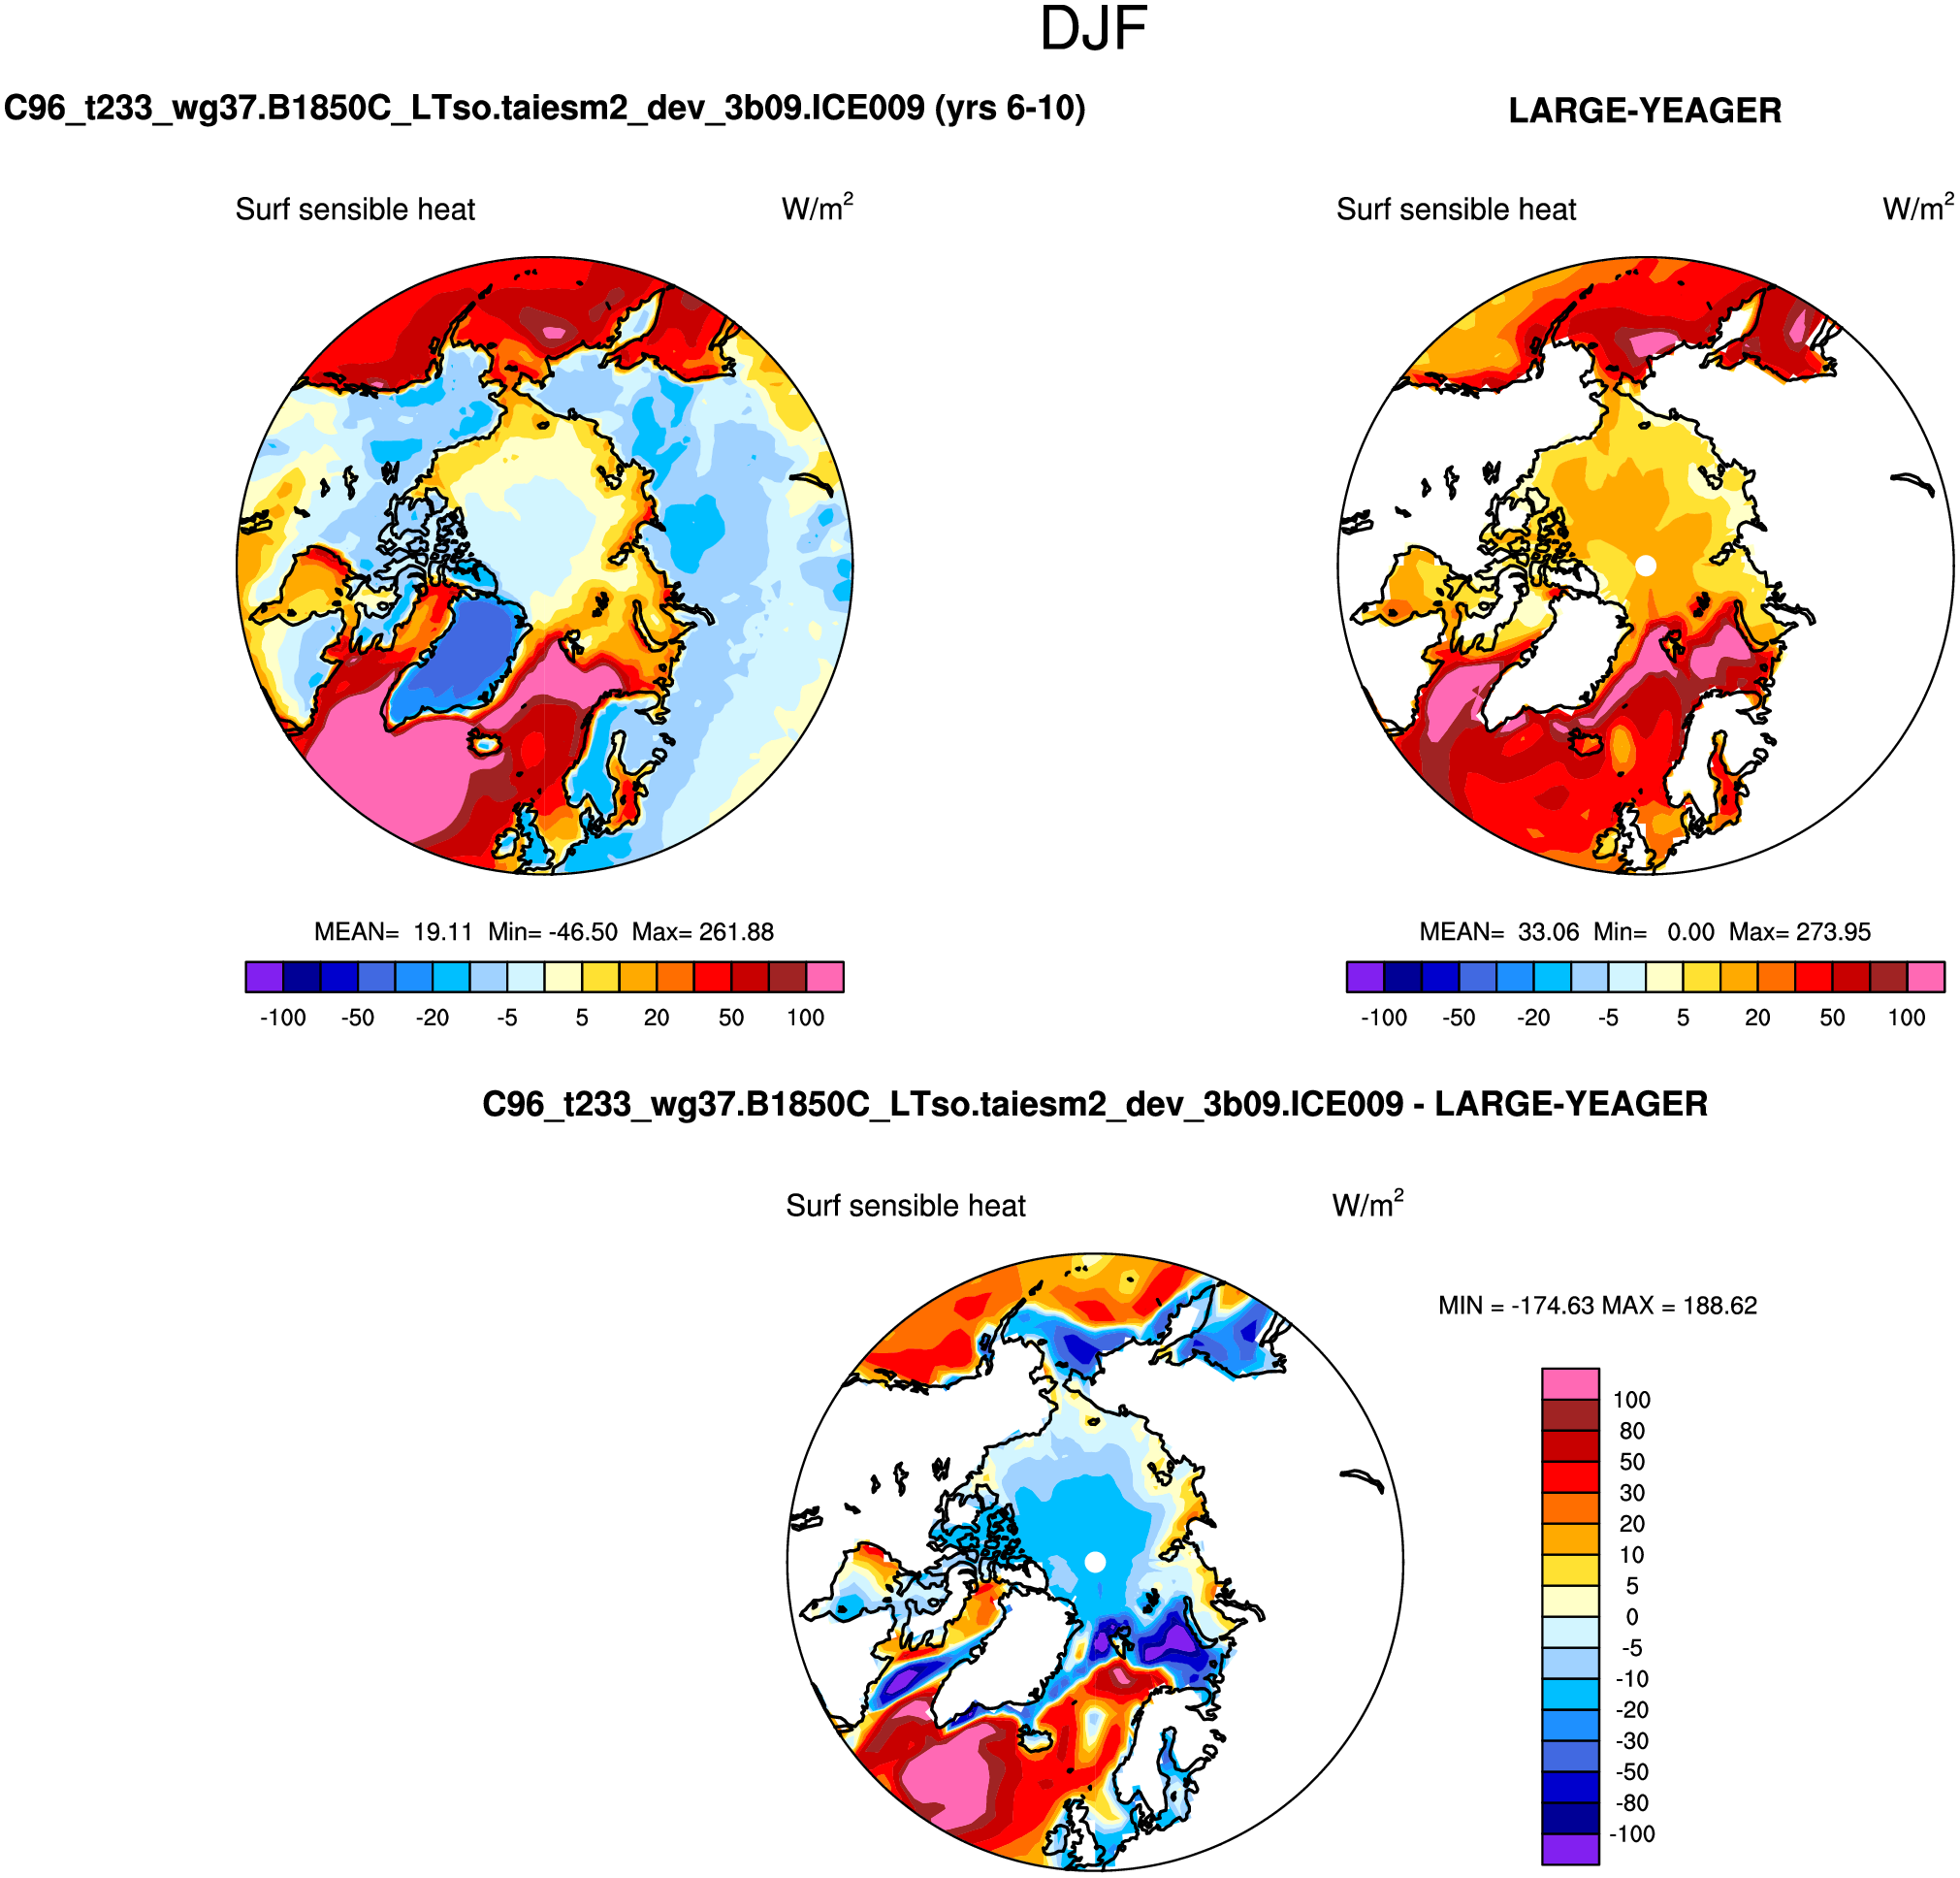 DJF
C96_t233_wg37.B1850C_LTso.taiesm2_dev_3b09.ICE009 (yrs 6-10)
LARGE-YEAGER
Surf sensible heat W/m2
Surf sensible heat W/m2
MEAN= 19.11 Min= -46.50 Max= 261.88
MEAN= 33.06 Min= 0.00 Max= 273.95
-100 -50 -20 -5 5 20 50 100
-100 -50 -20 -5 5 20 50 100
C96_t233_wg37.B1850C_LTso.taiesm2_dev_3b09.ICE009 - LARGE-YEAGER
Surf sensible heat W/m2
MIN = -174.63 MAX = 188.62
100
80
50
30
20
10
5
0
-5
-10
-20
-30
-50
-80
-100